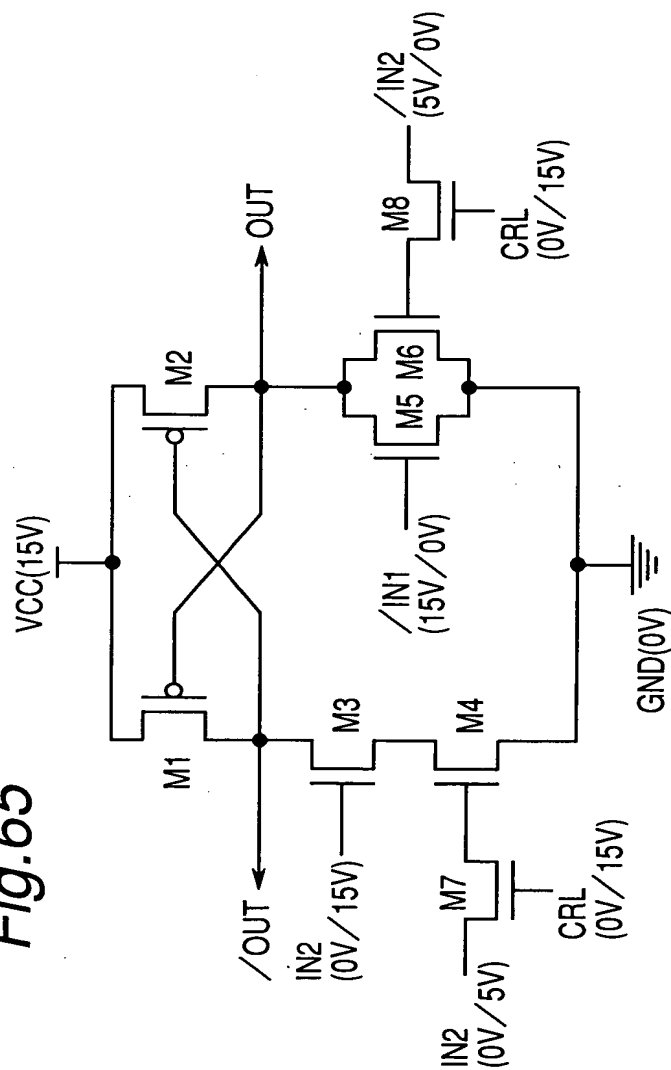 Fig.65
VCC(15V)
M1
M2
/OUT
OUT
IN2
(0V/15V)
M3
/IN1
(15V/0V)
M5
M6
M8
/IN2
(5V/0V)
CRL
(0V/15V)
IN2
(0V/5V)
M7
M4
CRL
(0V/15V)
GND(0V)